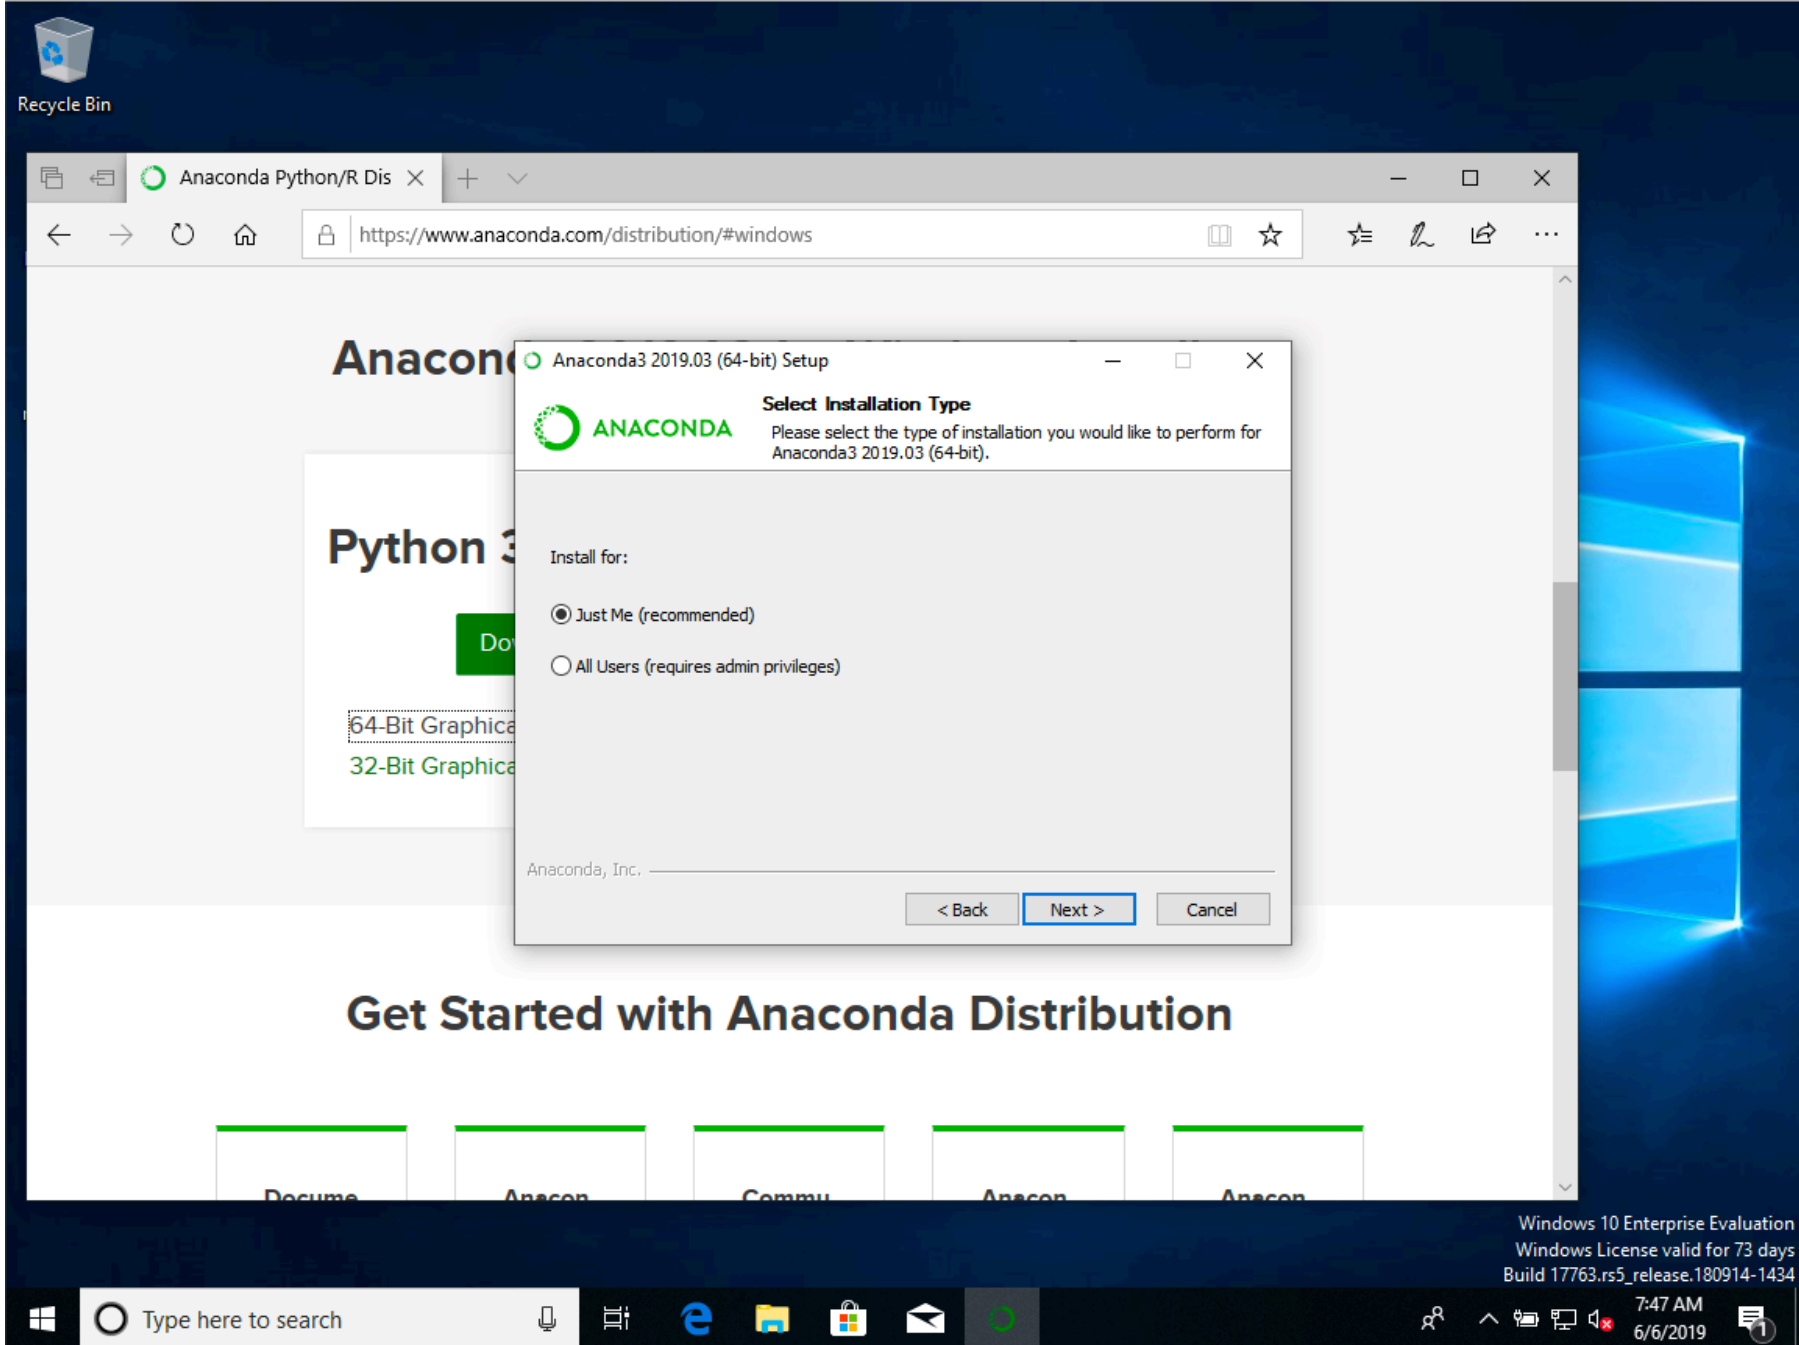 Recycle Bin
Anaconda Python/R Dis
https://www.anaconda.com/distribution/#windows
Anacon
Anaconda3 2019.03 (64-bit) Setup
ANACONDA
Select Installation Type
Please select the type of installation you would like to perform for
Anaconda3 2019.03 (64-bit).
Python 3
Install for:
Just Me (recommended)
All Users (requires admin privileges)
Do
64-Bit Graphica
32-Bit Graphica
Anaconda, Inc.
< Back
Next >
Cancel
Get Started with Anaconda Distribution
Docume
Anacon
Commu
Anacon
Anacon
Windows 10 Enterprise Evaluation
Windows License valid for 73 days
Build 17763.rs5_release.180914-1434
Type here to search
7:47 AM
6/6/2019
1